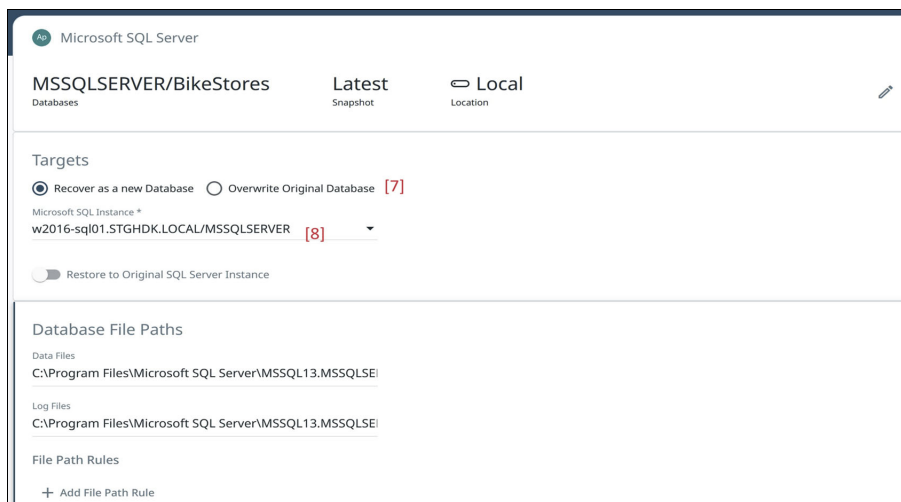 Ap Microsoft SQL Server
MSSQLSERVER/BikeStores Latest Local
Databases Snapshot Location
Targets
Recover as a new Database Overwrite Original Database [7]
Microsoft SQL Instance *
w2016-sql01.STGHDK.LOCAL/MSSQLSERVER [8]
Restore to Original SQL Server Instance
Database File Paths
Data Files
C:\Program Files\Microsoft SQL Server\MSSQL13.MSSQLSE
Log Files
C:\Program Files\Microsoft SQL Server\MSSQL13.MSSQLSE
File Path Rules
+ Add File Path Rule